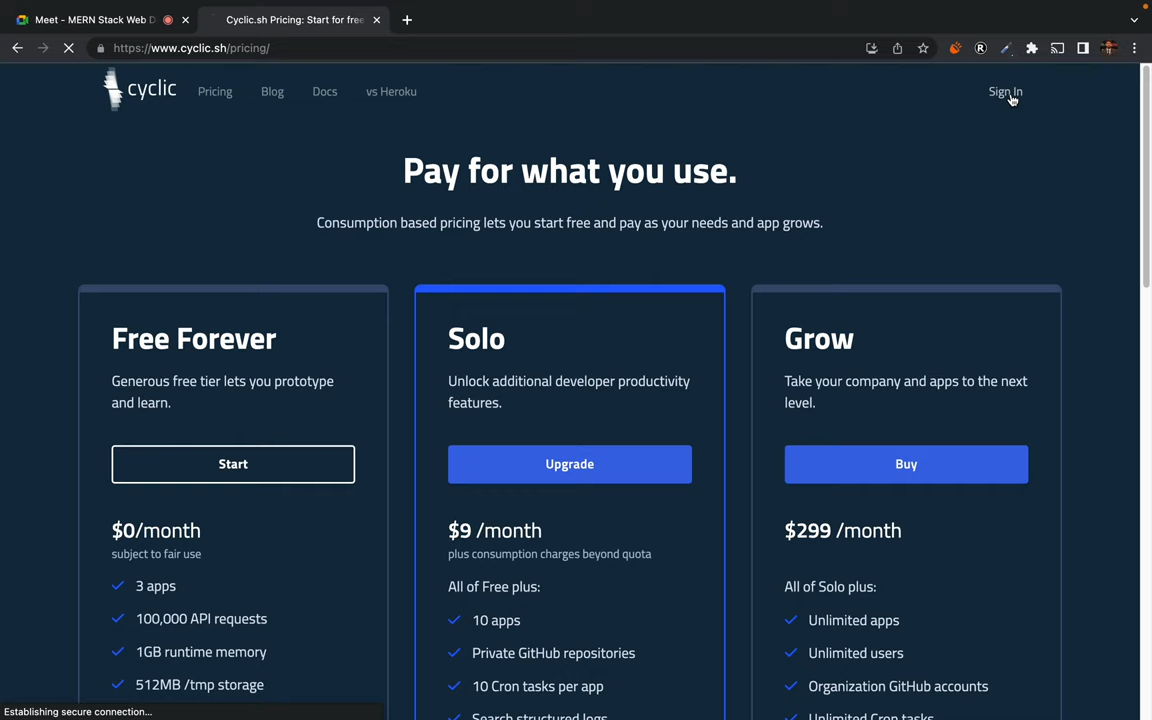 Meet - MERN Stack Web D
Cyclic.sh Pricing: Start for free
https://www.cyclic.sh/pricing/
cyclic
Pricing
Blog
Docs
vs Heroku
Sign In
Pay for what you use.
Consumption based pricing lets you start free and pay as your needs and app grows.
Free Forever
Generous free tier lets you prototype
and learn.
Start
$0/month
subject to fair use
3 apps
100,000 API requests
1GB runtime memory
512MB /tmp storage
Solo
Unlock additional developer productivity
features.
Upgrade
$9 /month
plus consumption charges beyond quota
All of Free plus:
10 apps
Private GitHub repositories
10 Cron tasks per app
Search structured logs
Grow
Take your company and apps to the next
level.
Buy
$299 /month
All of Solo plus:
Unlimited apps
Unlimited users
Organization GitHub accounts
Unlimited Cron tasks
Establishing secure connection...